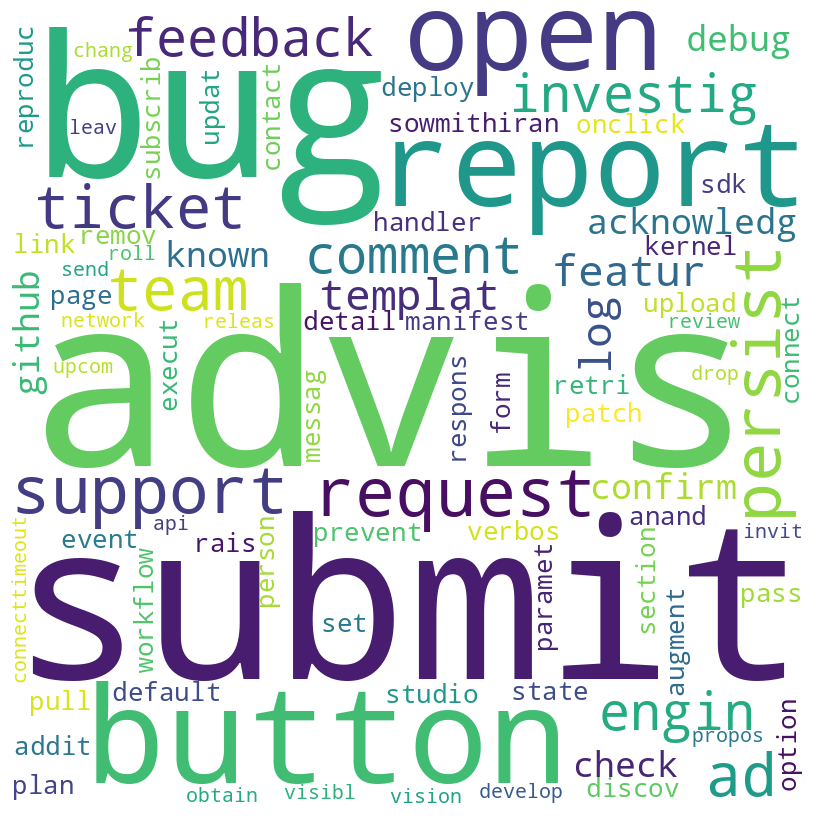 open
feedback
bug
debug
reproduc
chang
subscrib
updat
contact
deploy
investig
leav
sowmithiran
onclick
report
sdk
ticket
handler
acknowledg
link
remov
roll
known
comment
kernel
send
featur
page
team
templat
log
upload
persist
connect
github
network
execut
releas
detail
manifest
review
upcom
advis
messag
respons
form
retri
patch
drop
support
request
confirm
connecttimeout
api
anand
invit
event
rais
person
prevent
verbos
paramet
section
submit
workflow
set
augment
pass
pull
default
button
studio
state
engin
option
addit
propos
check
ad
plan
obtain
visibl
vision
develop
discov